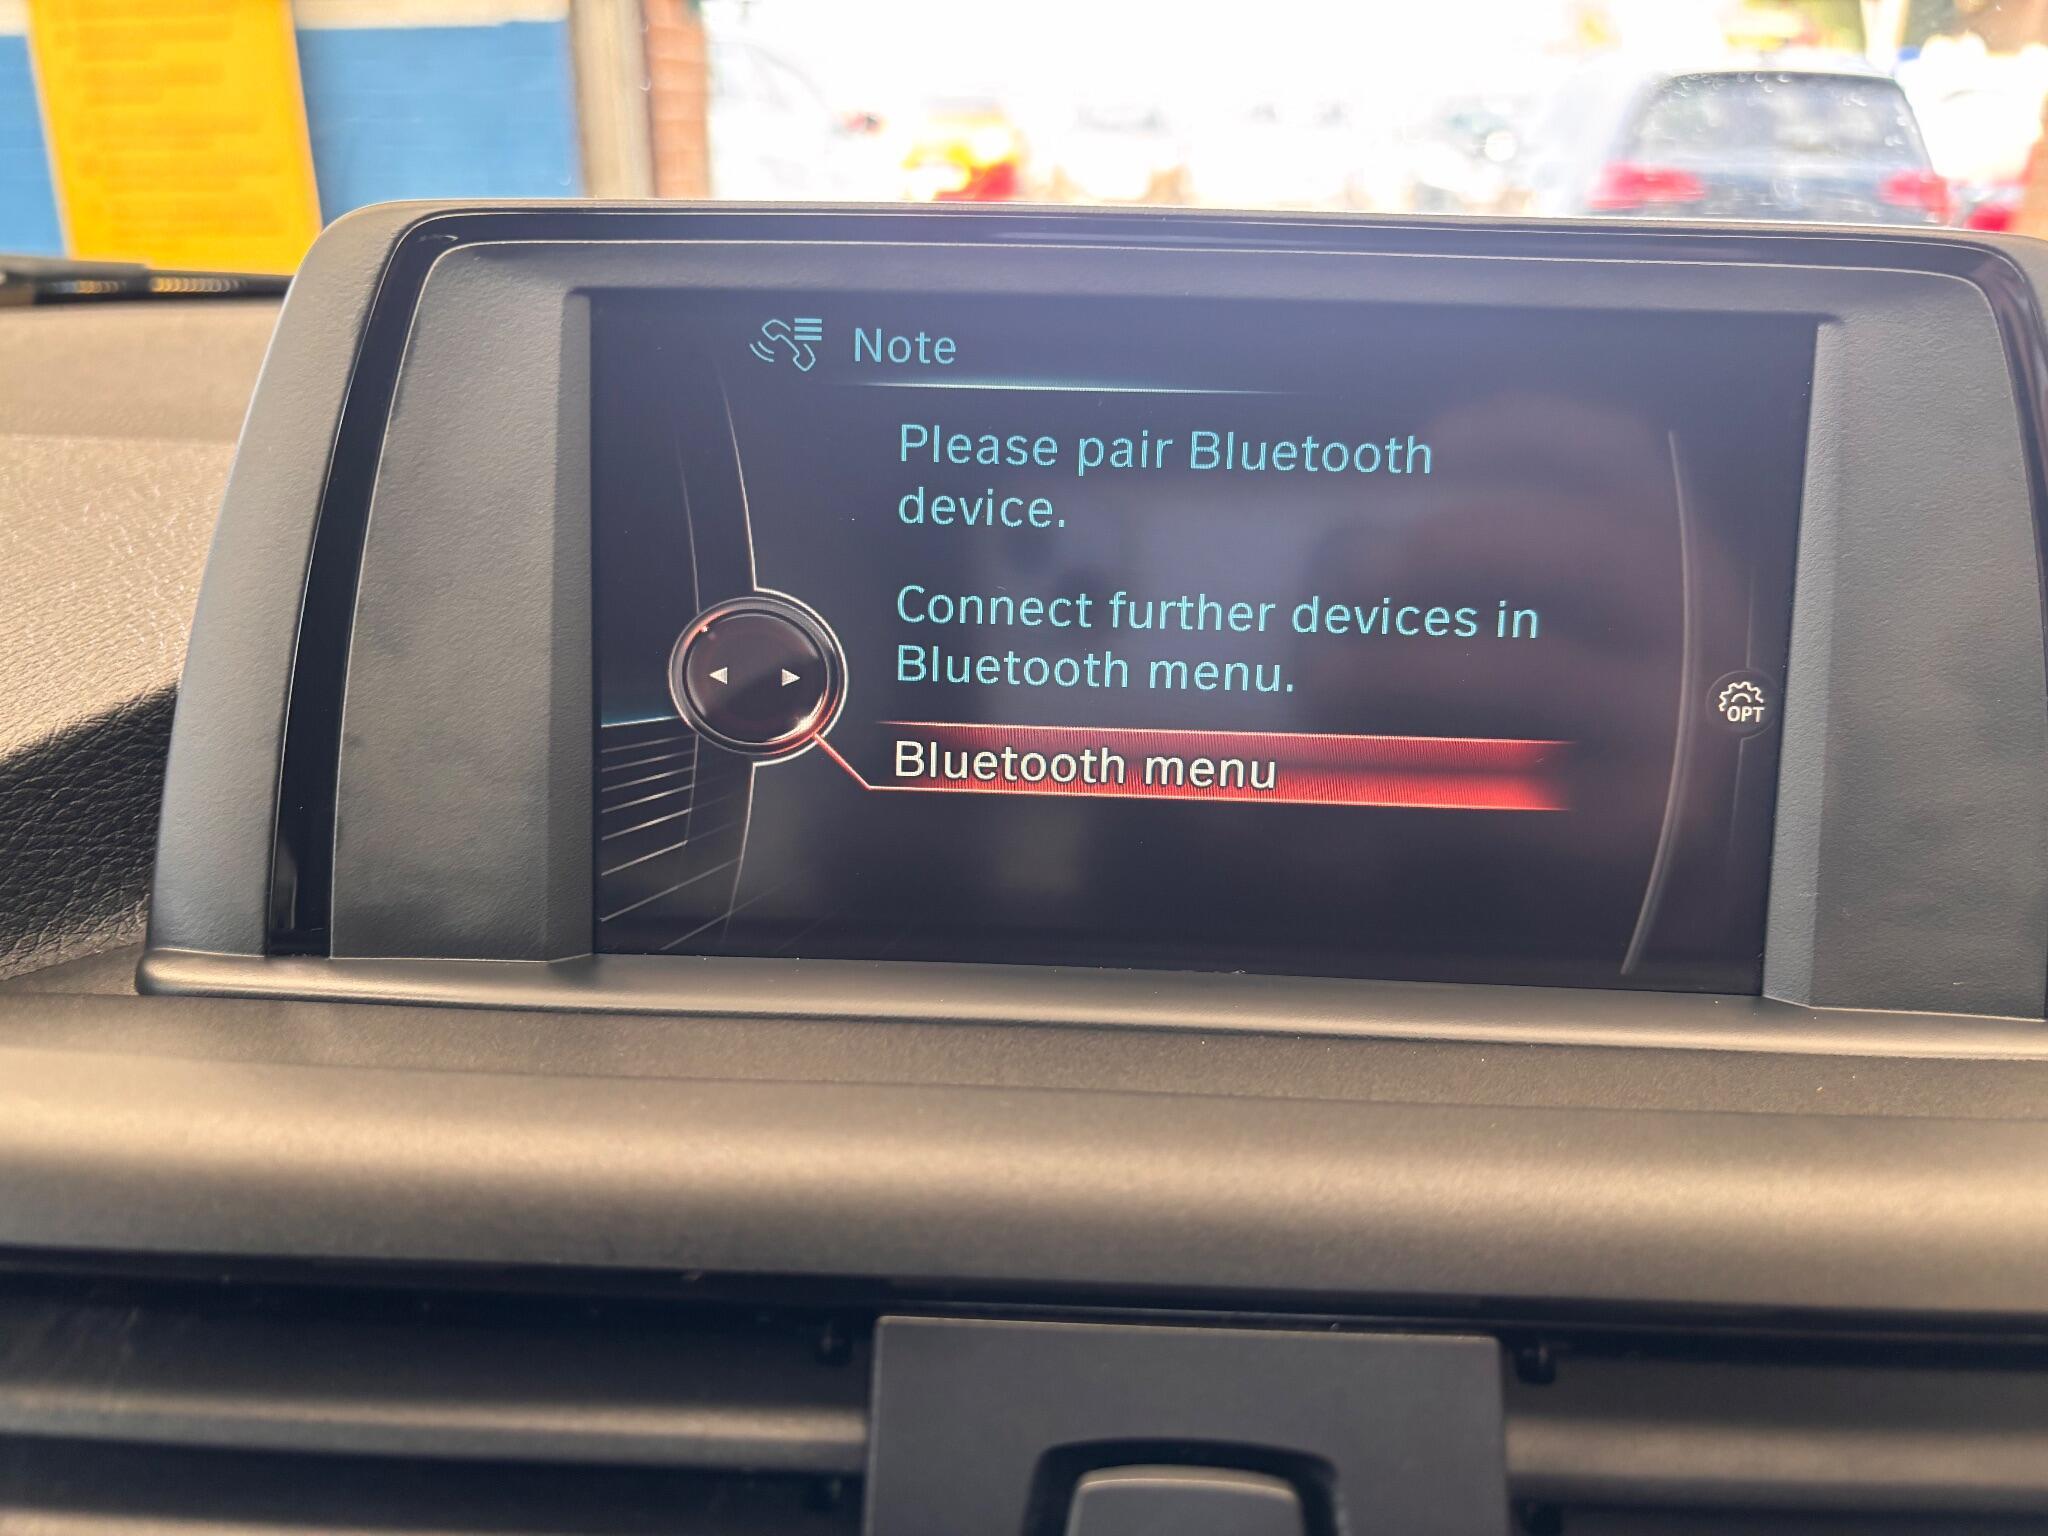 Note
Please pair Bluetooth
device.
Connect further devices in
Bluetooth menu.
Bluetooth menu
OPT